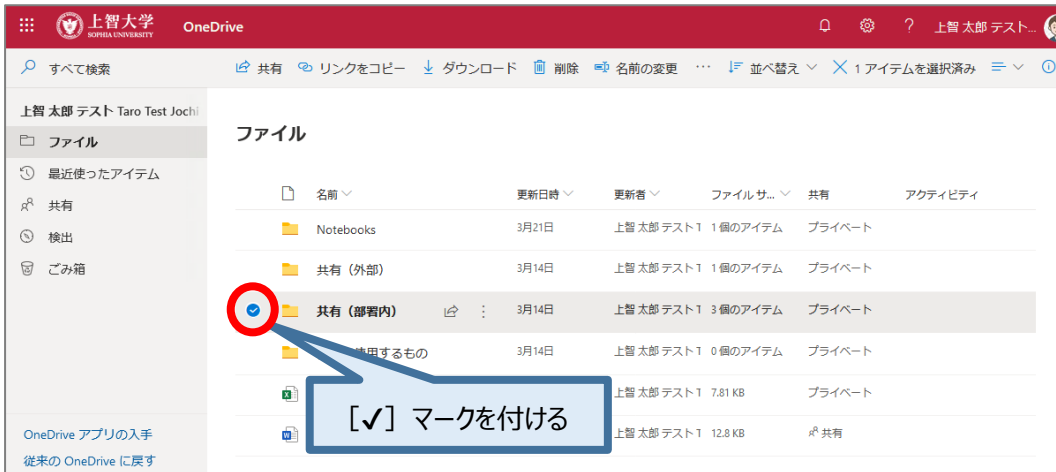 上智大学
SOPHIA UNIVERSITY
OneDrive
? 上智 太郎 テスト...
すべて検索
共有 リンクをコピー ダウンロード 削除 名前の変更 … 並べ替え 1 アイテムを選択済み
上智 太郎 テスト Taro Test Jochi
ファイル
最近使ったアイテム
共有
検出
ごみ箱
OneDrive アプリの入手
従来の OneDrive に戻す
ファイル
名前 更新日時 更新者 ファイル サ... 共有 アクティビティ
Notebooks 3月21日 上智 太郎 テスト 1 1 個のアイテム プライベート
共有（外部） 3月14日 上智 太郎 テスト 1 1 個のアイテム プライベート
共有（部署内） 3月14日 上智 太郎 テスト 1 3 個のアイテム プライベート
使用するもの 3月14日 上智 太郎 テスト 1 0 個のアイテム プライベート
上智 太郎 テスト 1 7.81 KB プライベート
上智 太郎 テスト 1 12.8 KB 共有
［✓］マークを付ける